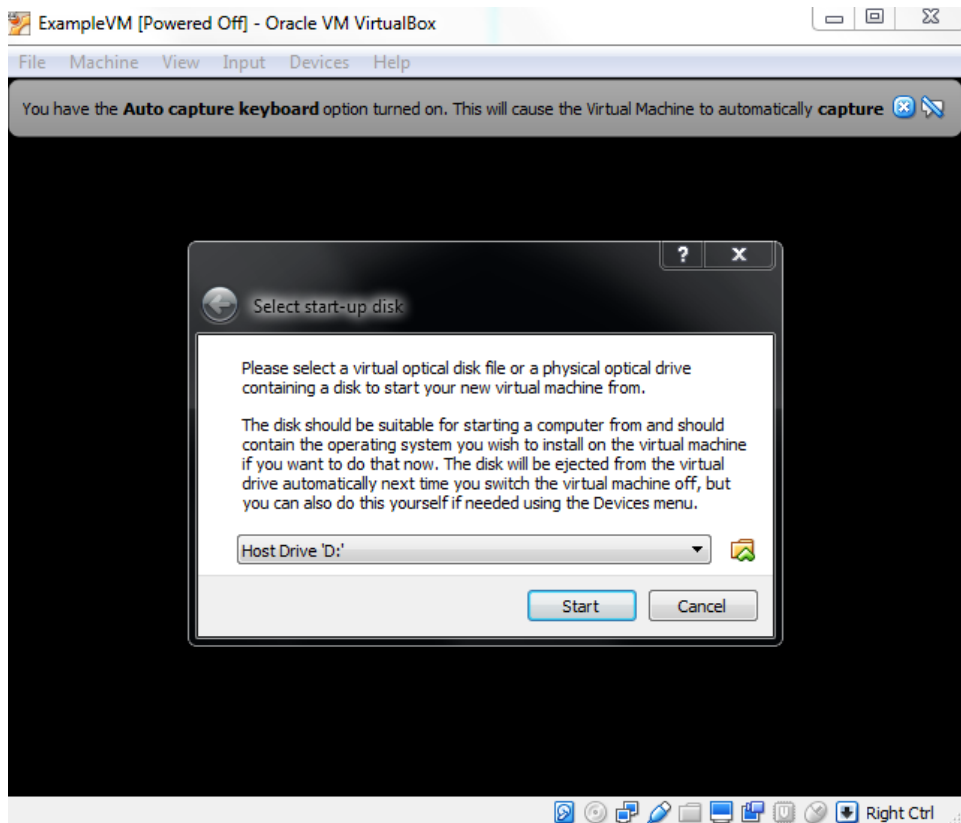 ExampleVM [Powered Off] - Oracle VM VirtualBox
File Machine View Input Devices Help
You have the Auto capture keyboard option turned on. This will cause the Virtual Machine to automatically capture
?
Select start-up disk
Please select a virtual optical disk file or a physical optical drive
containing a disk to start your new virtual machine from.
The disk should be suitable for starting a computer from and should
contain the operating system you wish to install on the virtual machine
if you want to do that now. The disk will be ejected from the virtual
drive automatically next time you switch the virtual machine off, but
you can also do this yourself if needed using the Devices menu.
Host Drive 'D:'
Start Cancel
Right Ctrl